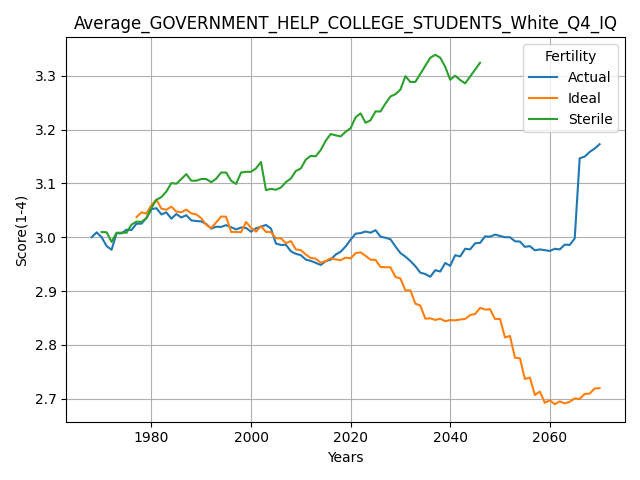 Average_GOVERNMENT_HELP_COLLEGE_STUDENTS_White_Q4_IQ
Fertility
Actual
Ideal
Sterile
Score(1-4)
3.3
3.2
3.1
3.0
2.9
2.8
2.7
1980 2000 2020 2040 2060
Years